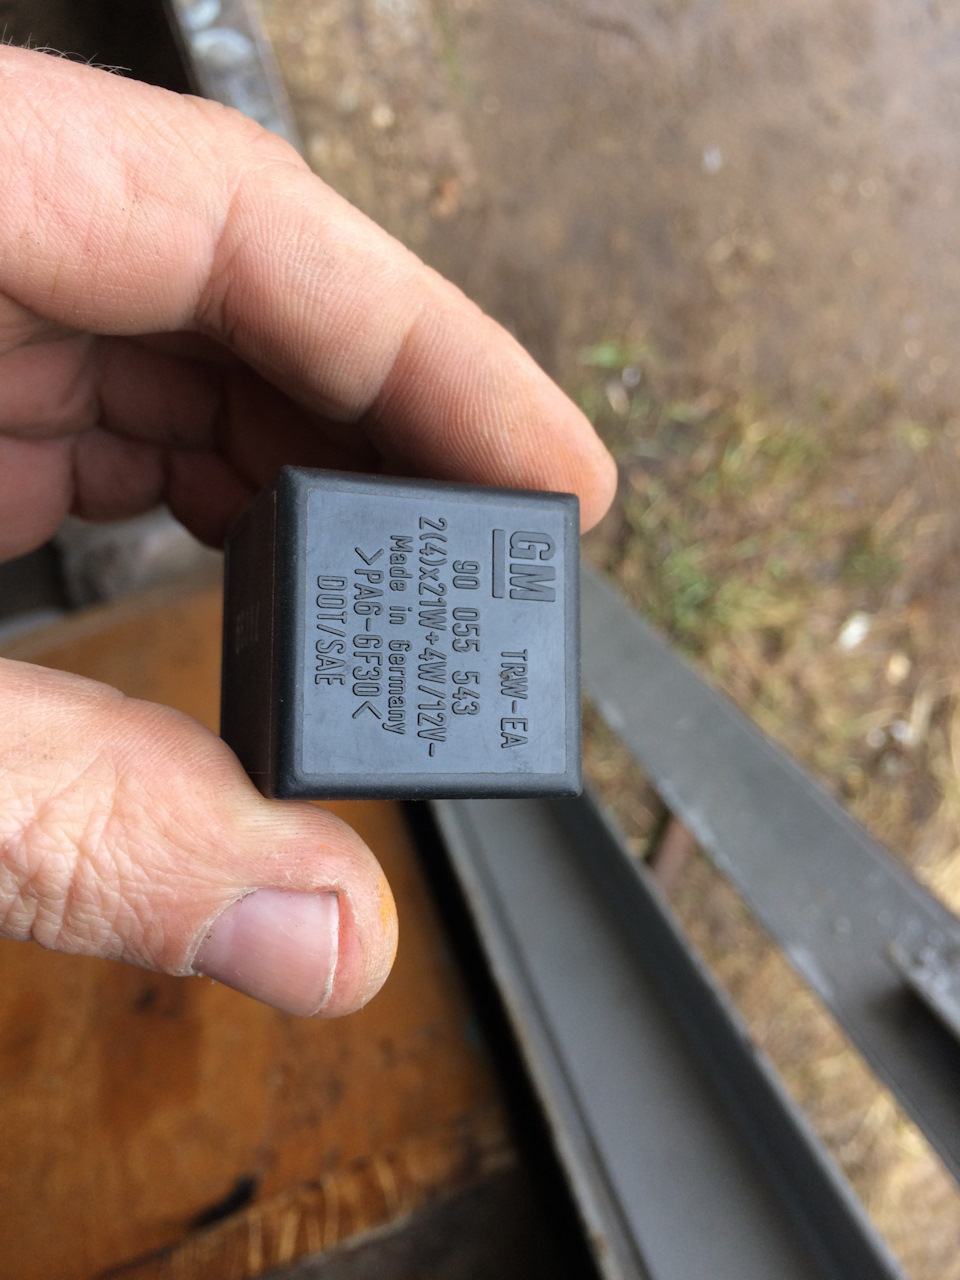 GM TRW-EA
90 055 543
2(4)x21W+4W/12V-
Made in Germany
>PA6-GF30<
DOT/SAE